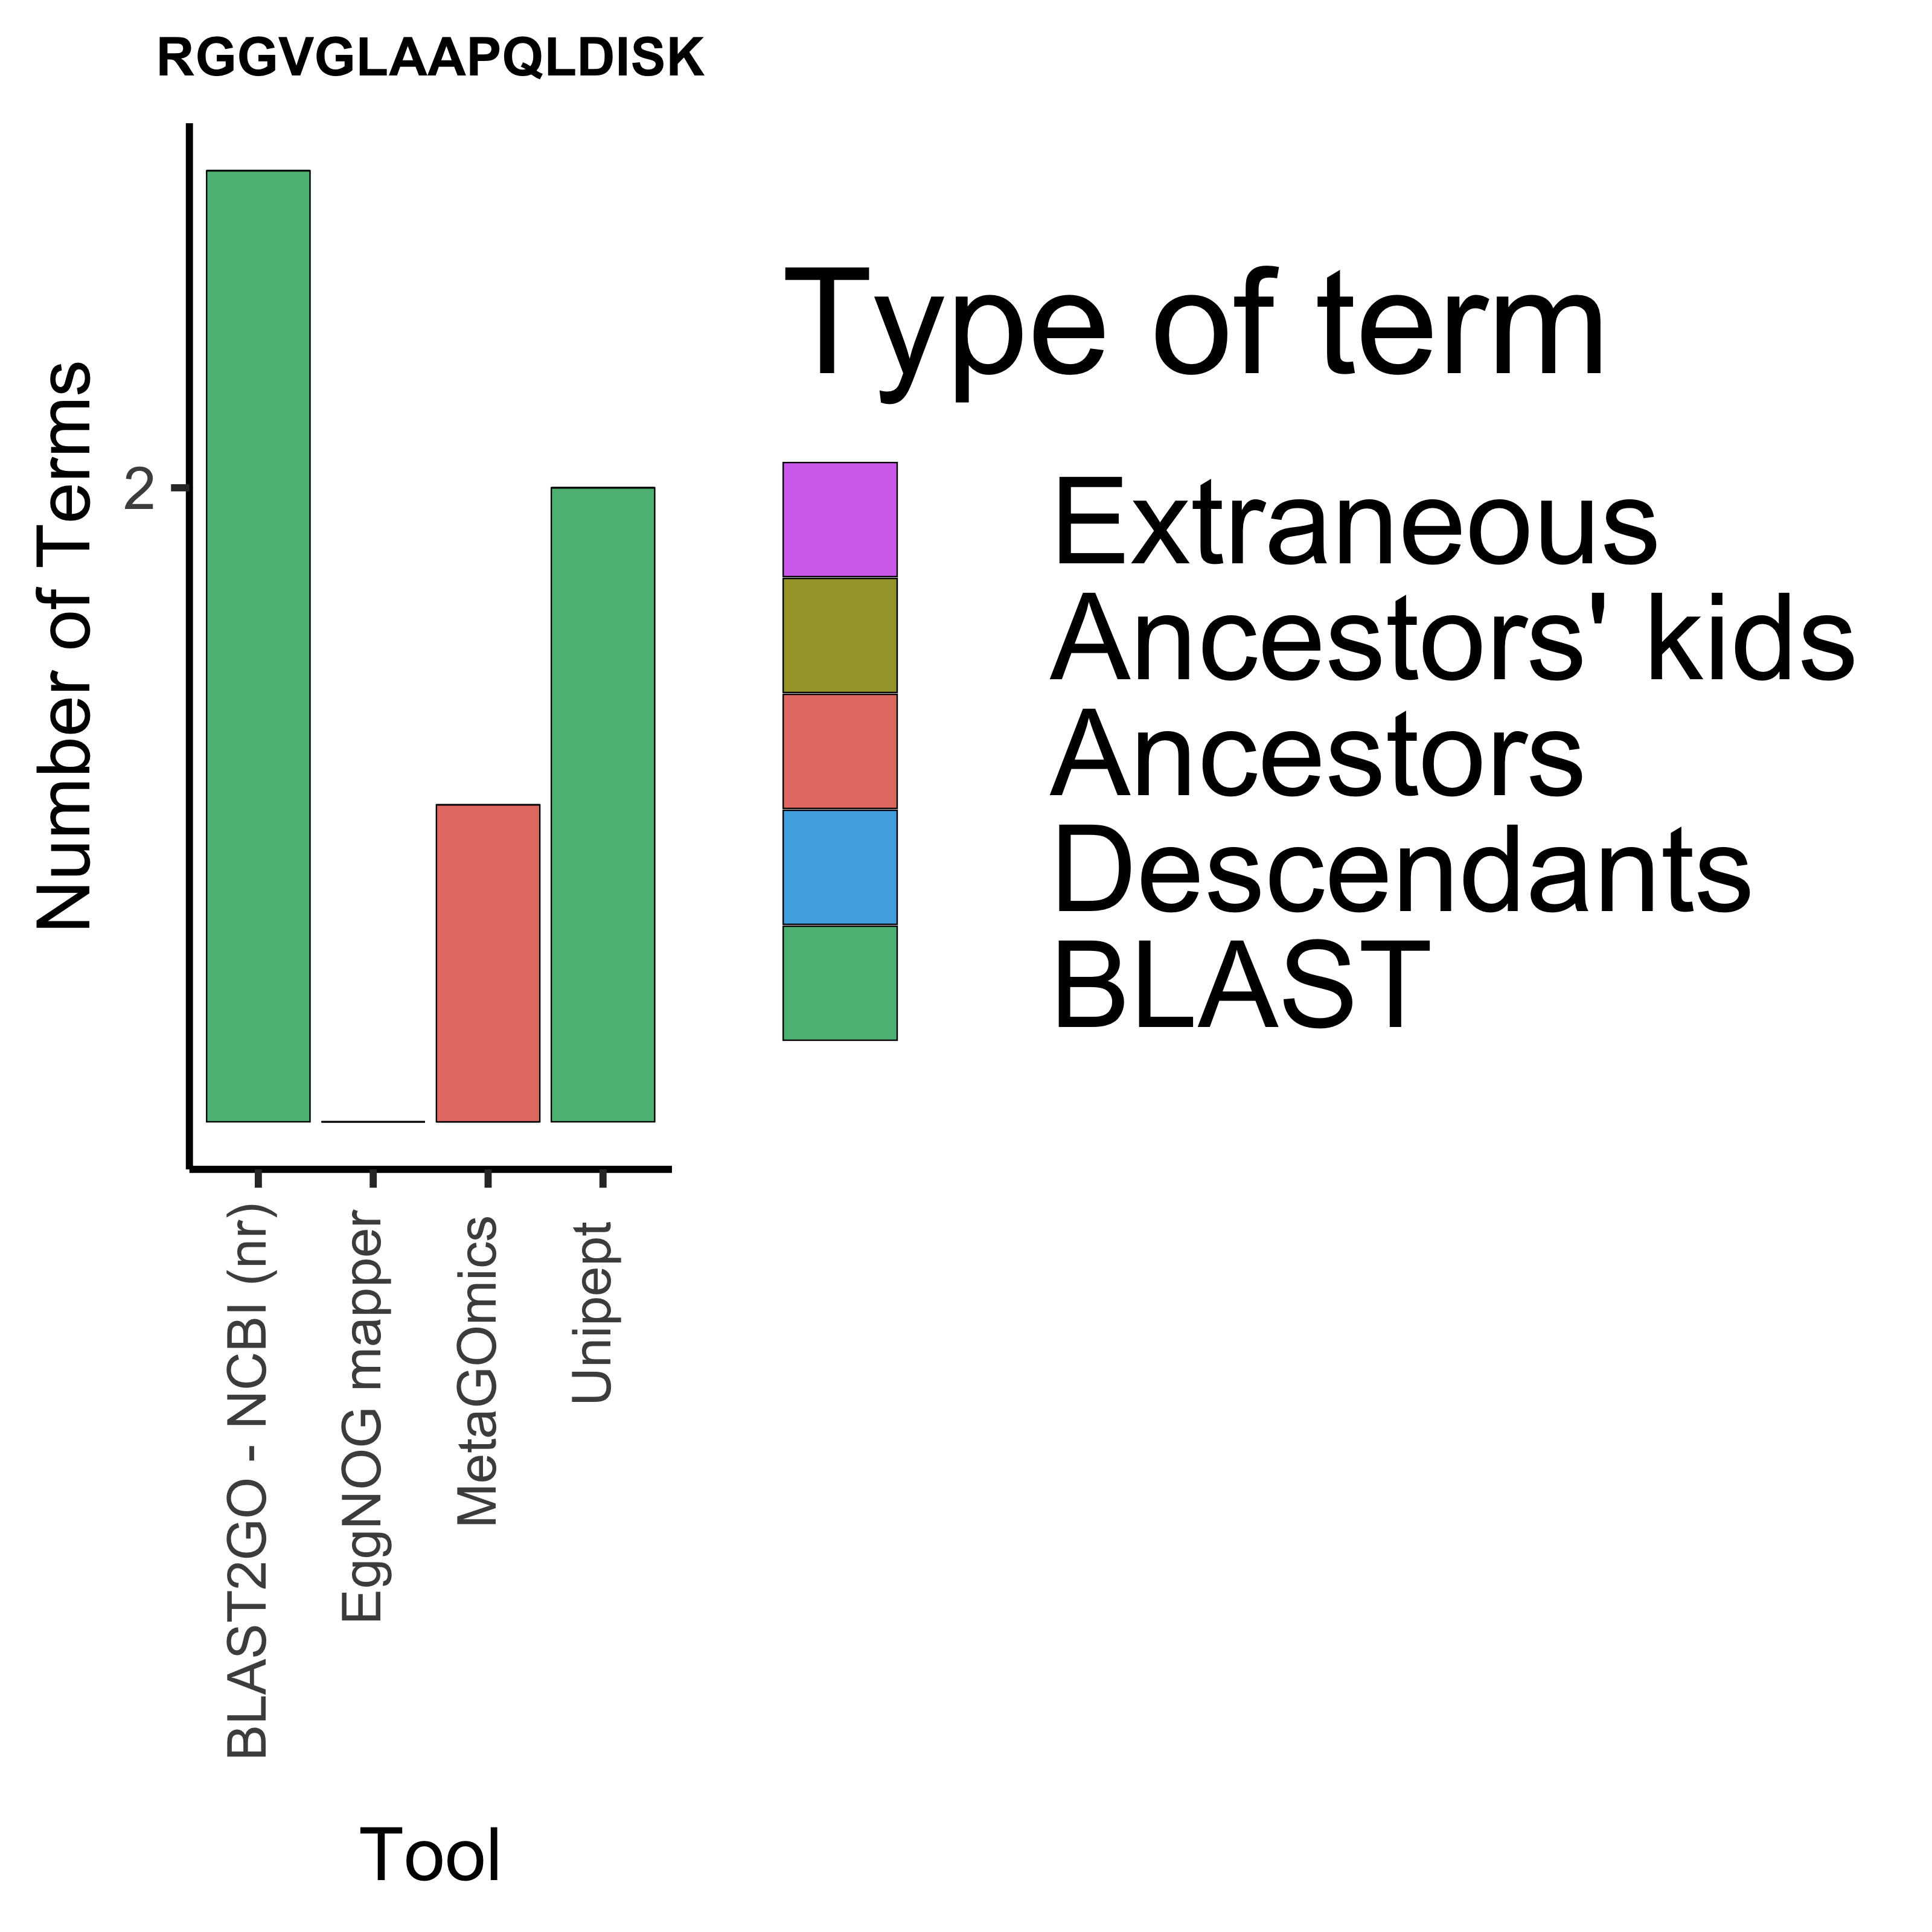 RGGVGLAAPQLDISK
Number of Terms
2
Type of term
Extraneous
Ancestors' kids
Ancestors
Descendants
BLAST
BLAST2GO - NCBI (nr)
EggNOG mapper
MetaGOmics
Unipept
Tool